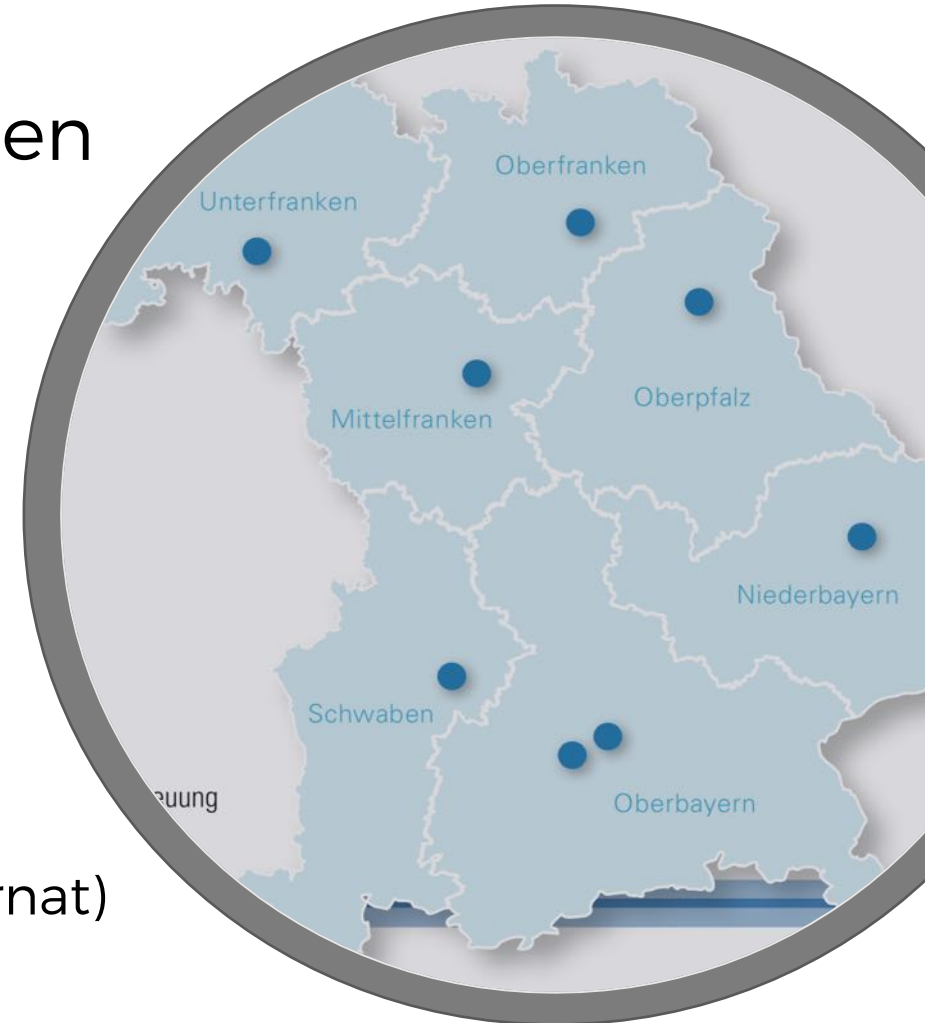 en
Oberfranken
Unterfranken
Oberpfalz
Mittelfranken
Niederbayern
Schwaben
euung
Oberbayern
rnat)